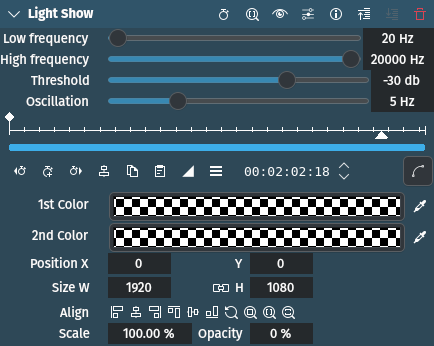 Light Show
Low frequency 20 Hz
High frequency 20000 Hz
Threshold -30 db
Oscillation 5 Hz
00:02:02:18
1st Color
2nd Color
Position X 0 Y 0
Size W 1920 H 1080
Align
Scale 100.00 % Opacity 0 %